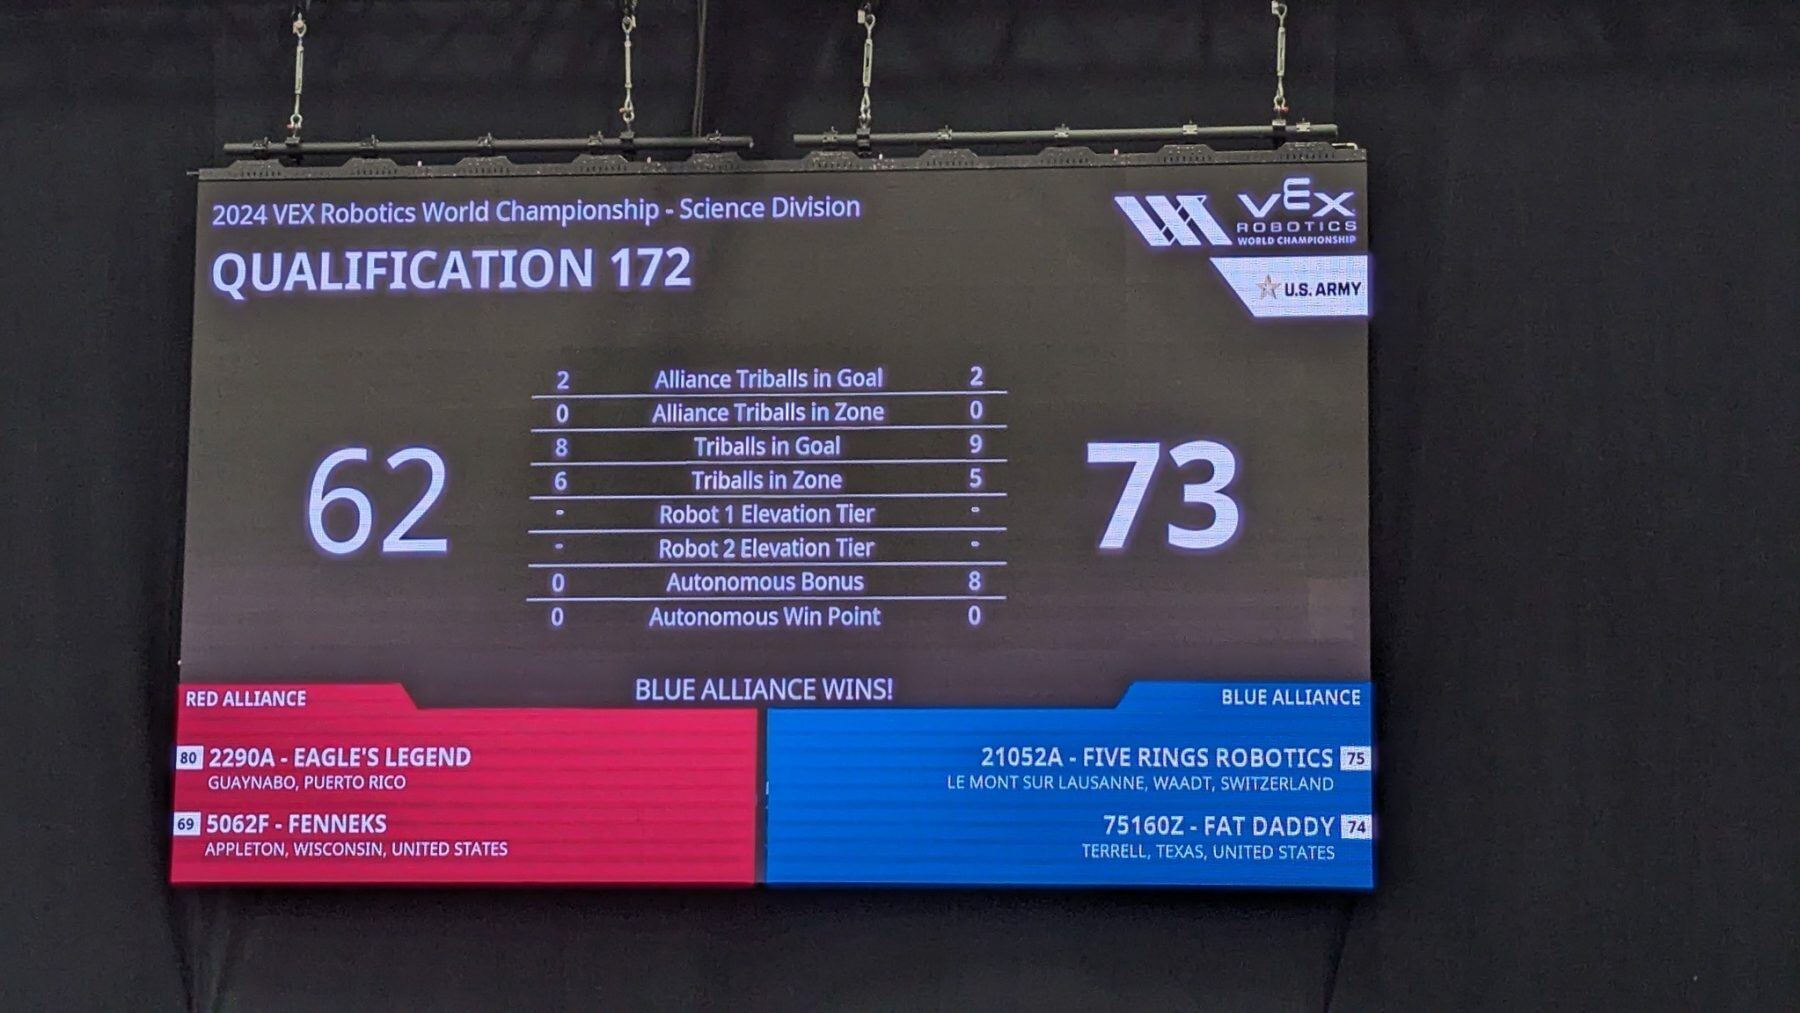 2024 VEX Robotics World Championship - Science Division
QUALIFICATION 172
VEX
ROBOTICS
WORLD CHAMPIONSHIP
U.S. ARMY
2 Alliance Triballs in Goal 2
0 Alliance Triballs in Zone 0
8 Triballs in Goal 9
6 Triballs in Zone 5
- Robot 1 Elevation Tier -
- Robot 2 Elevation Tier -
0 Autonomous Bonus 8
0 Autonomous Win Point 0
62
73
BLUE ALLIANCE WINS!
RED ALLIANCE
80 2290A - EAGLE'S LEGEND
GUAYNABO, PUERTO RICO
69 5062F - FENNEKS
APPLETON, WISCONSIN, UNITED STATES
BLUE ALLIANCE
21052A - FIVE RINGS ROBOTICS 75
LE MONT SUR LAUSANNE, WAADT, SWITZERLAND
75160Z - FAT DADDY 74
TERRELL, TEXAS, UNITED STATES